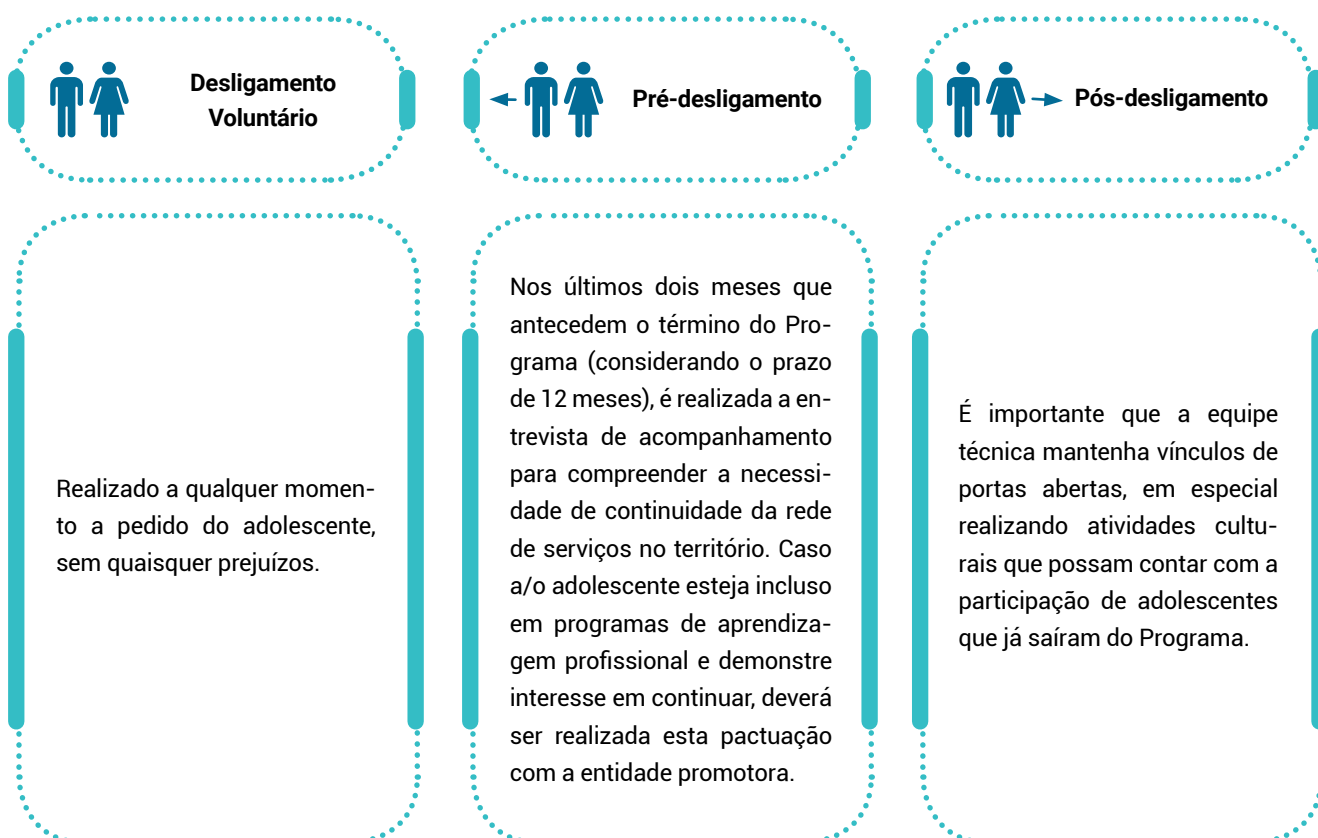 Desligamento
Voluntário
Pré-desligamento
Pós-desligamento
Realizado a qualquer momen-
to a pedido do adolescente,
sem quaisquer prejuízos.
Nos últimos dois meses que
antecedem o término do Pro-
grama (considerando o prazo
de 12 meses), é realizada a en-
trevista de acompanhamento
para compreender a necessi-
dade de continuidade da rede
de serviços no território. Caso
a/o adolescente esteja incluso
em programas de aprendiza-
gem profissional e demonstre
interesse em continuar, deverá
ser realizada esta pactuação
com a entidade promotora.
É importante que a equipe
técnica mantenha vínculos de
portas abertas, em especial
realizando atividades cultu-
rais que possam contar com a
participação de adolescentes
que já saíram do Programa.